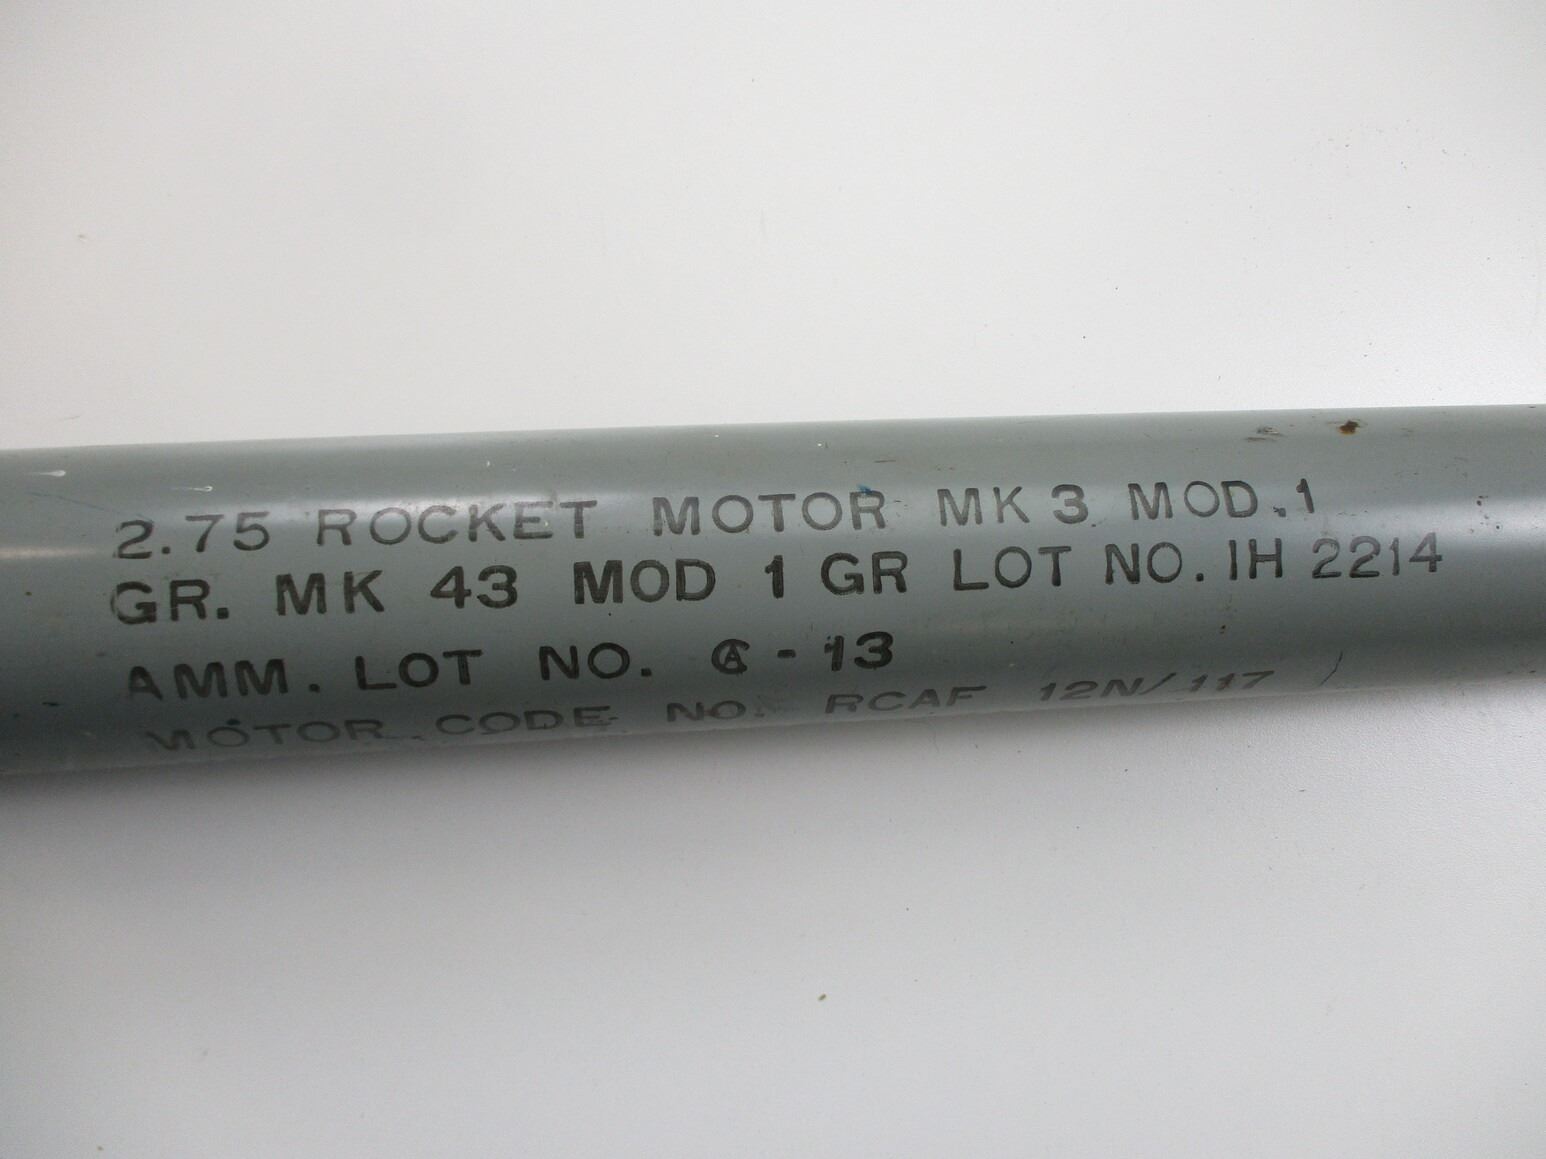 2.75 ROCKET MOTOR MK 3 MOD. 1
GR. MK 43 MOD 1 GR LOT NO. IH 2214
AMM. LOT NO. CA - 13
MOTOR CODE NO. RCAF 12N/117